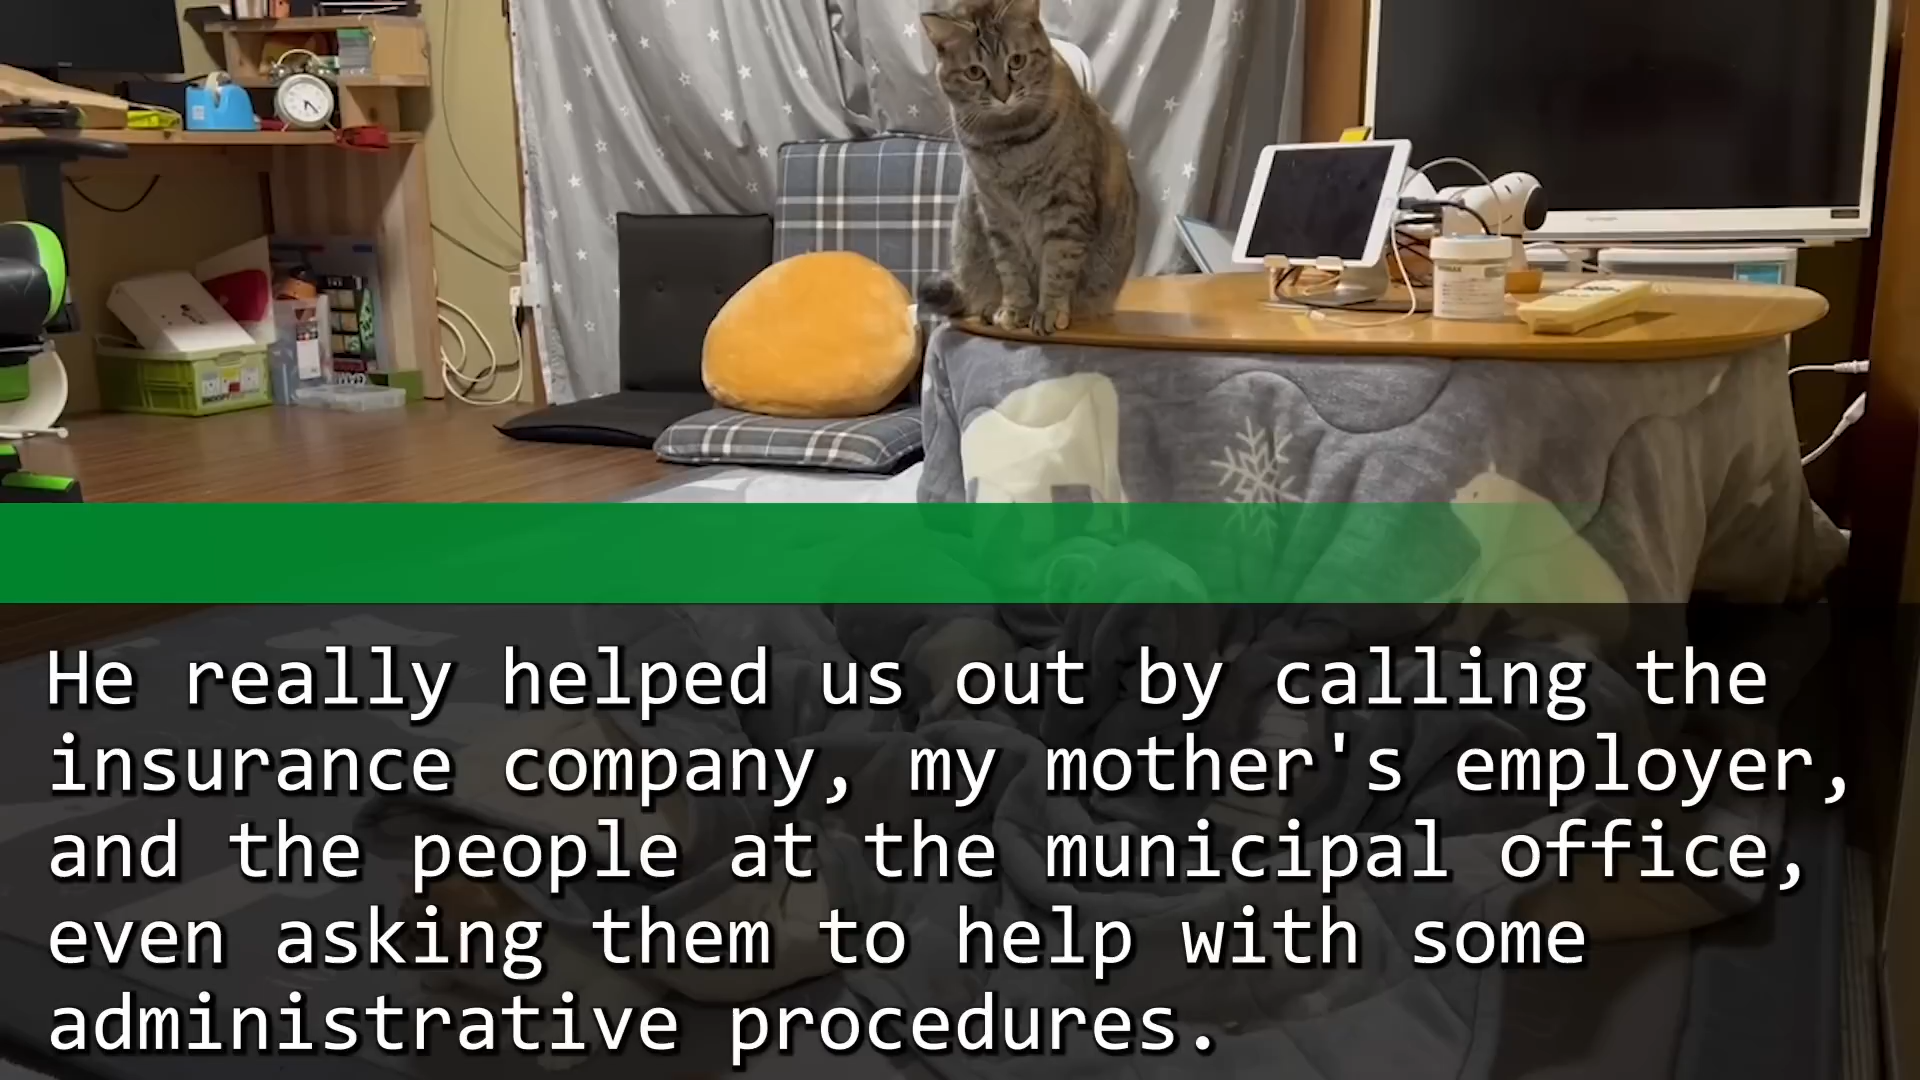 He really helped us out by calling the
insurance company, my mother's employer,
and the people at the municipal office,
even asking them to help with some
administrative procedures.